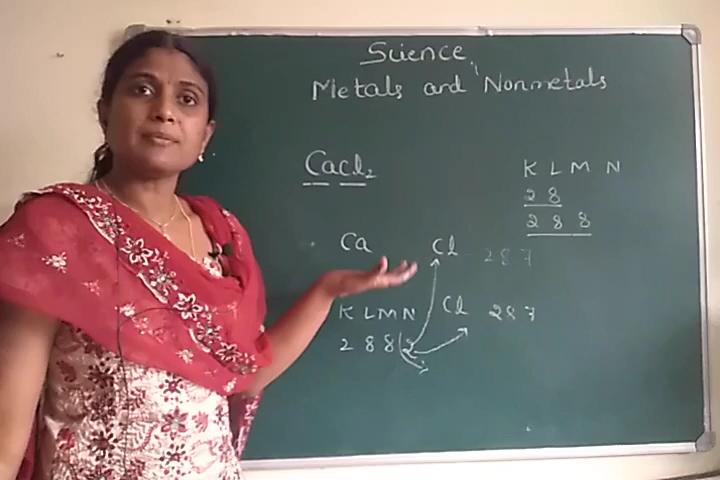 Science
Metals and Nonmetals
CaCl2
K L M N
2 8
2 8 8
Ca Cl 2 8 7
K L M N Cl 2 8 7
2 8 8 2